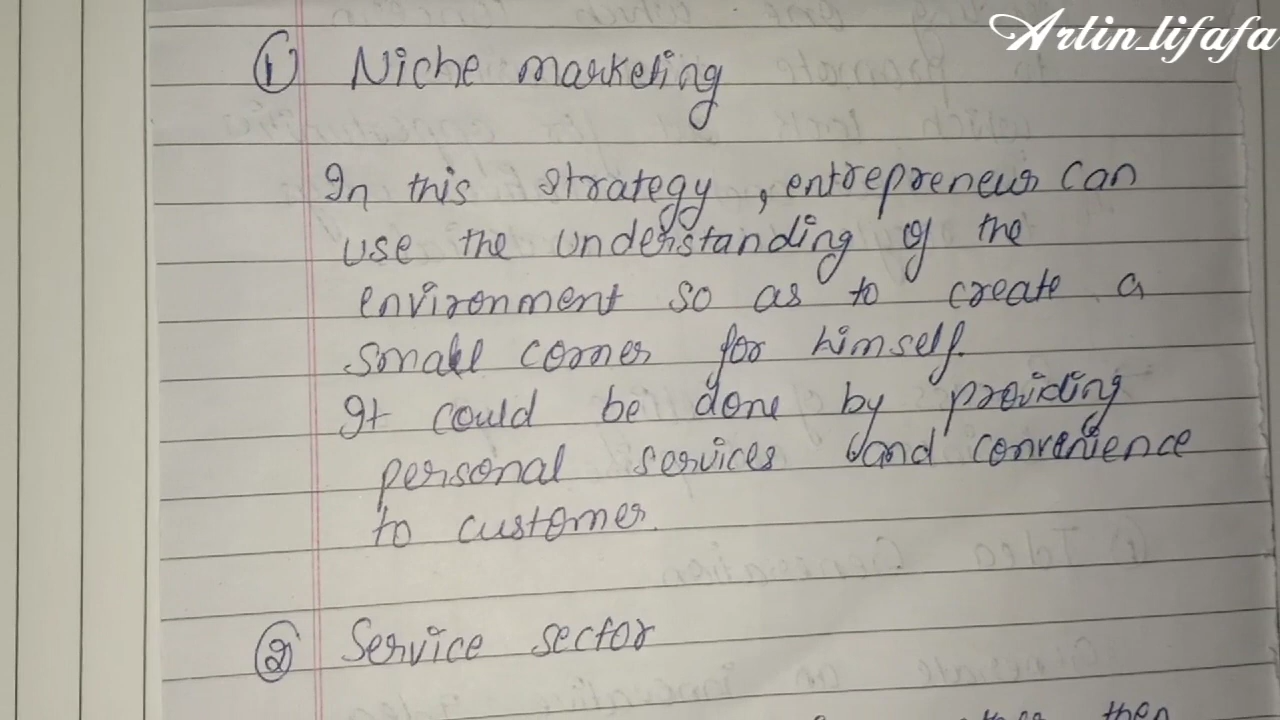 Artin_lifafa
① Niche marketing
In this strategy, entrepreneur can
use the understanding of the
environment so as to create a
small corner for himself.
It could be done by providing
personal services and convenience
to customer.
② Service sector
then